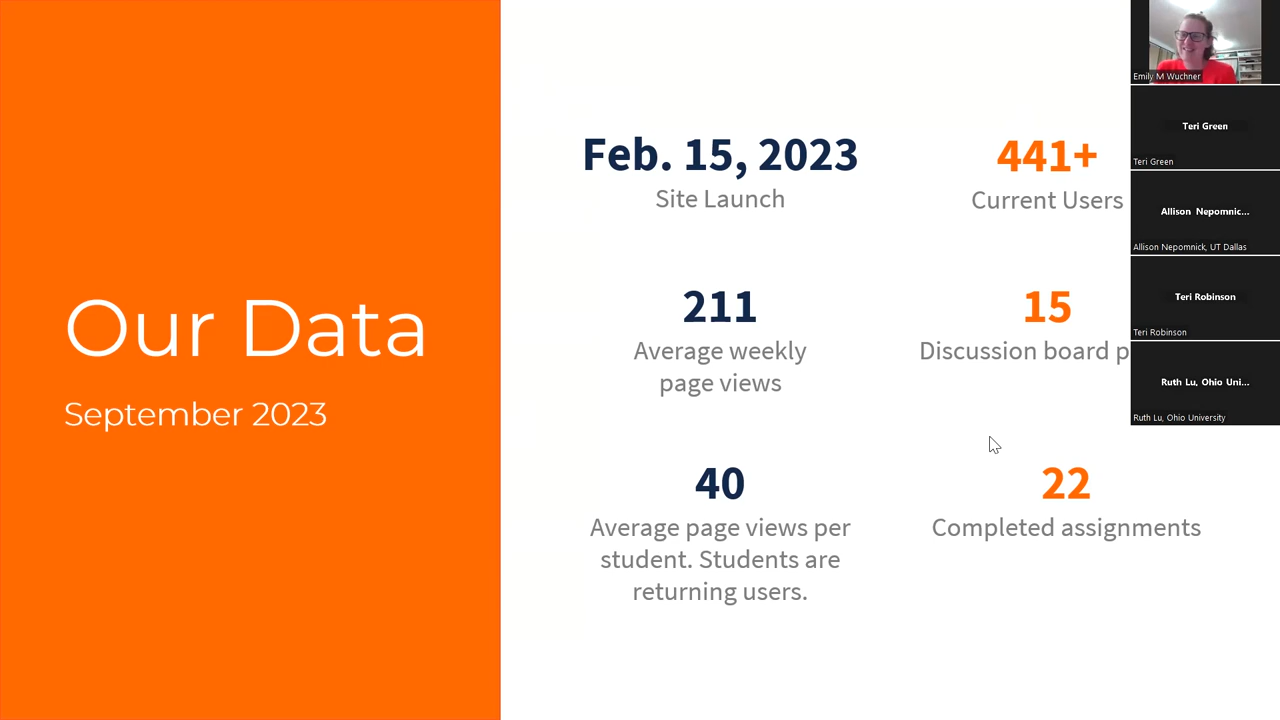 Our Data
September 2023
Feb. 15, 2023
Site Launch
441+
Current Users
211
Average weekly
page views
15
Discussion board
40
Average page views per
student. Students are
returning users.
22
Completed assignments
Emily M Wuchner
Teri Green
Teri Green
Allison Nepomnic...
Allison Nepomnick, UT Dallas
Teri Robinson
Teri Robinson
Ruth Lu, Ohio Uni...
Ruth Lu, Ohio University